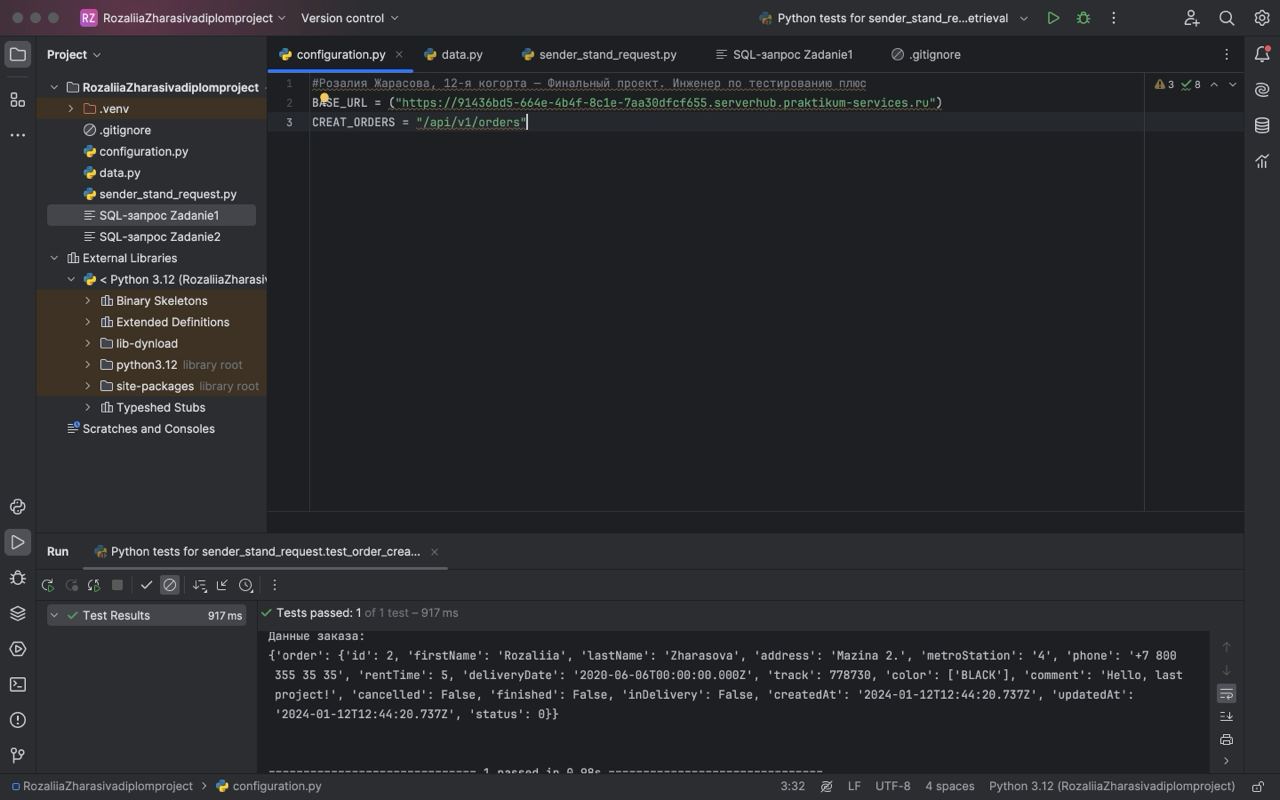 RZ RozaliiaZharasivadiplomproject Version control Python tests for sender_stand_re...etrieval
Project
configuration.py data.py sender_stand_request.py SQL-запрос Zadanie1 .gitignore
RozaliiaZharasivadiplomproject
.venv
.gitignore
configuration.py
data.py
sender_stand_request.py
SQL-запрос Zadanie1
SQL-запрос Zadanie2
External Libraries
< Python 3.12 (Rozaliia
Binary Skeletons
Extended Definitions
lib-dynload
python3.12 library root
site-packages library root
Typeshed Stubs
Scratches and Consoles
1 #Розалия Жарасова, 12-я когорта — Финальный проект. Инженер по тестированию плюс
2 BASE_URL = ("https://91436bd5-664e-4b4f-8c1e-7aa30dfcf655.serverhub.praktikum-services.ru")
3 CREAT_ORDERS = "/api/v1/orders"
3 8
Run Python tests for sender_stand_request.test_order_crea...
Test Results 917 ms
Tests passed: 1 of 1 test – 917 ms
Данные заказа:
{'order': {'id': 2, 'firstName': 'Rozaliia', 'lastName': 'Zharasova', 'address': 'Mazina 2.', 'metroStation': '4', 'phone': '+7 800
355 35 35', 'rentTime': 5, 'deliveryDate': '2020-06-06T00:00:00.000Z', 'track': 778730, 'color': ['BLACK'], 'comment': 'Hello, last
project!', 'cancelled': False, 'finished': False, 'inDelivery': False, 'createdAt': '2024-01-12T12:44:20.737Z', 'updatedAt':
'2024-01-12T12:44:20.737Z', 'status': 0}}
============================== 1 passed in 0.98s ===============================
RozaliiaZharasivadiplomproject > configuration.py 3:32 LF UTF-8 4 spaces Python 3.12 (RozaliiaZharasivadiplomproject)